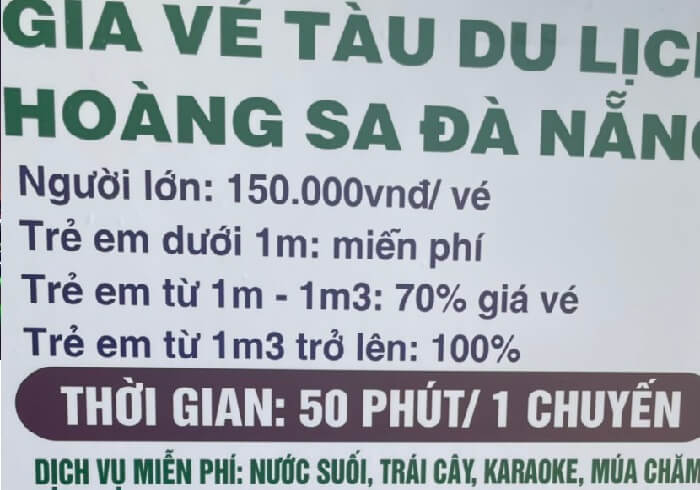 GIÁ VÉ TÀU DU LỊCH
HOÀNG SA ĐÀ NẴNG
Người lớn: 150.000vnđ/ vé
Trẻ em dưới 1m: miễn phí
Trẻ em từ 1m - 1m3: 70% giá vé
Trẻ em từ 1m3 trở lên: 100%
THỜI GIAN: 50 PHÚT/ 1 CHUYẾN
DỊCH VỤ MIỄN PHÍ: NƯỚC SUỐI, TRÁI CÂY, KARAOKE, MÚA CHĂM